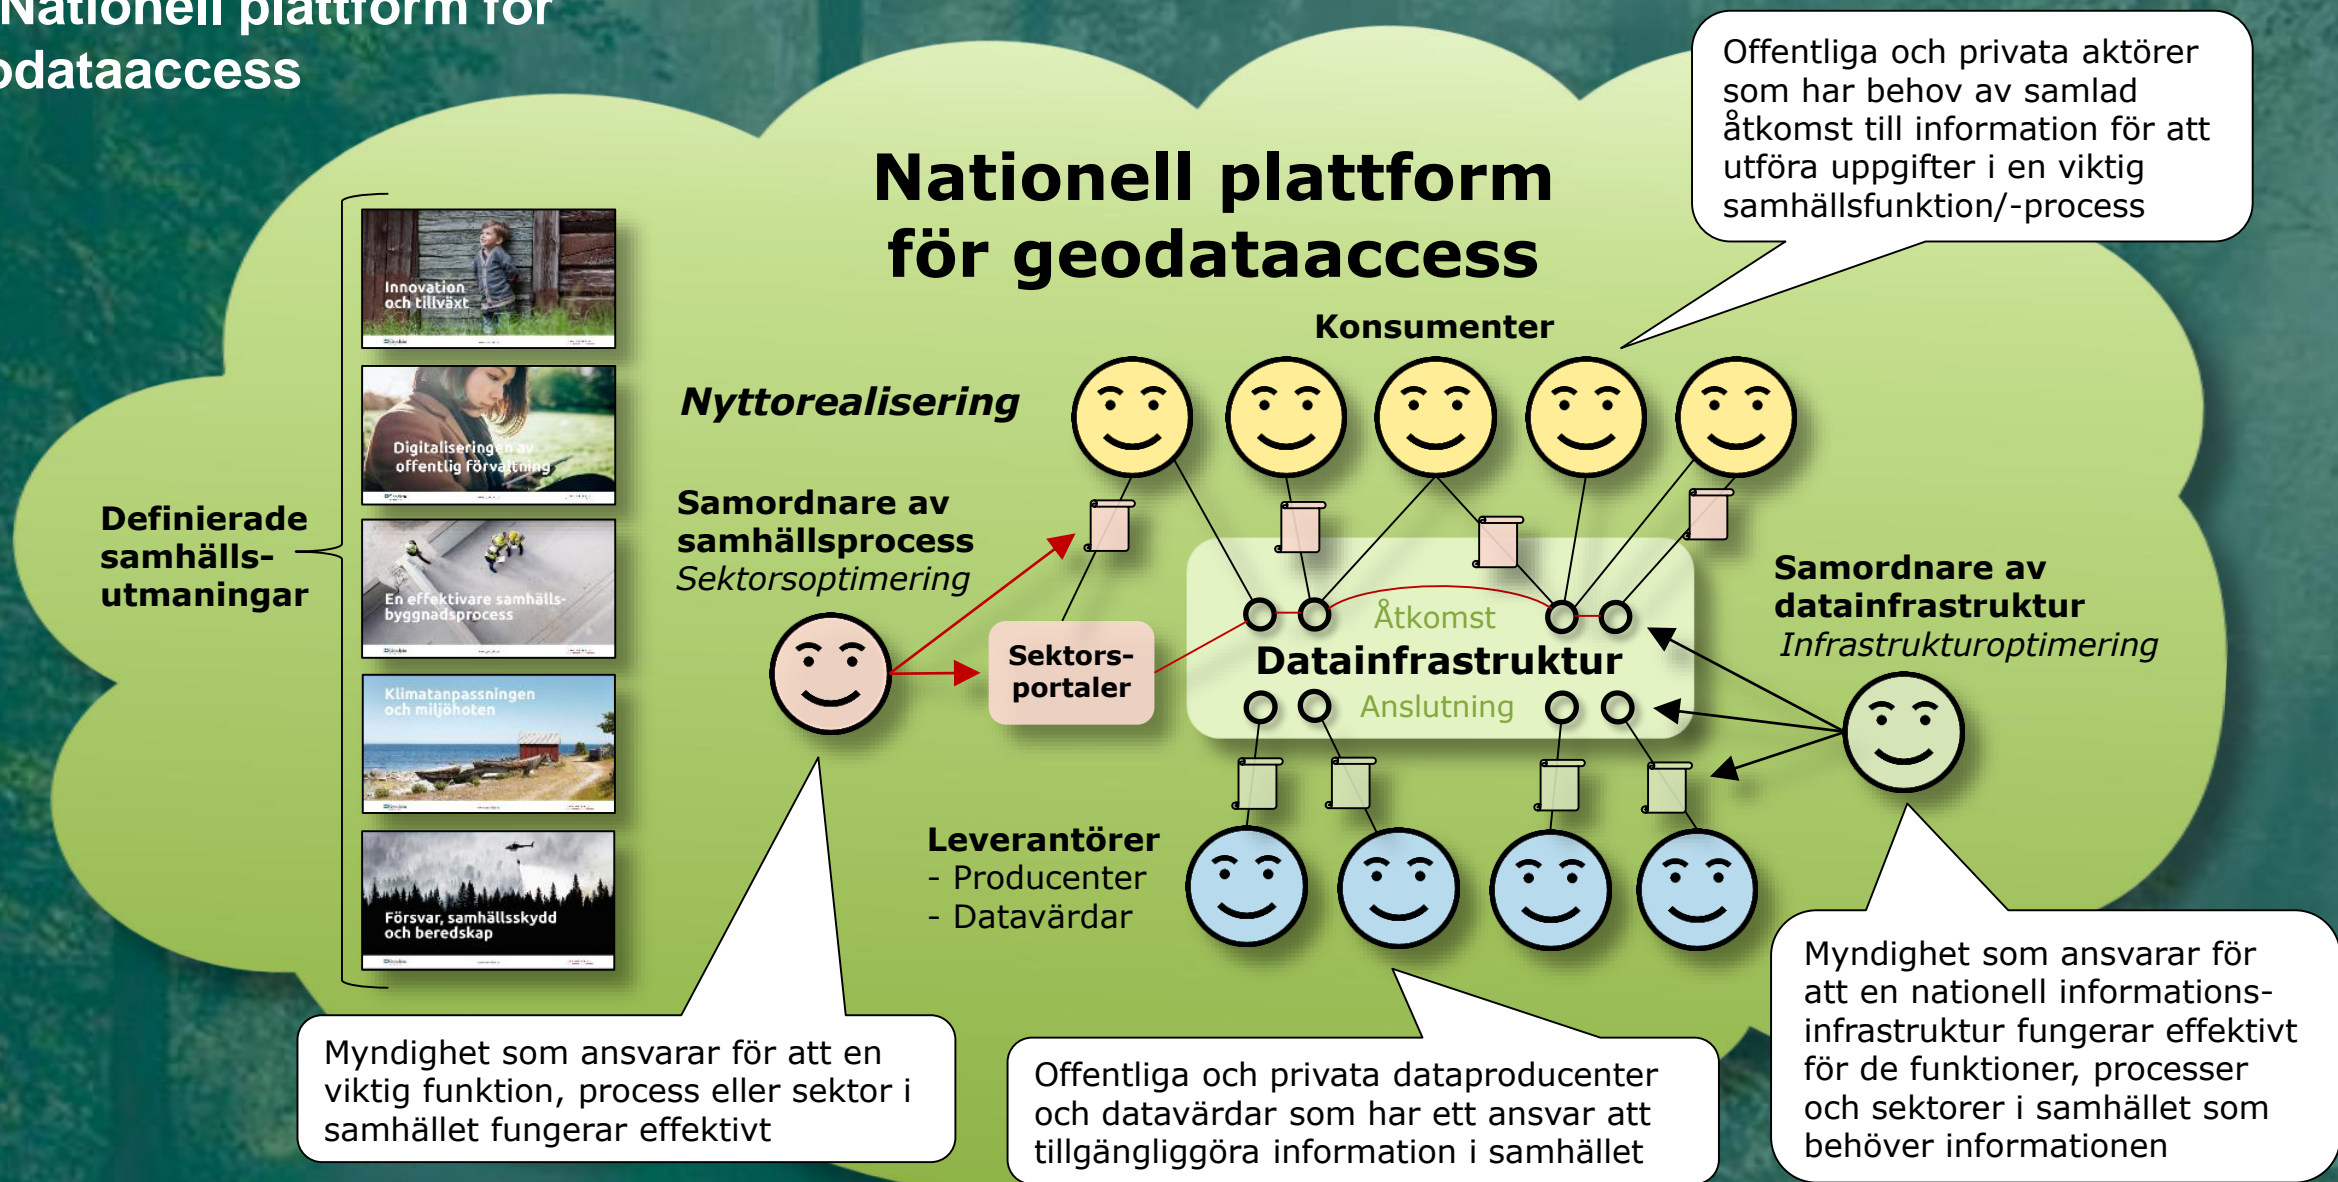 Nationell plattform för
odataaccess
Nationell plattform
för geodataaccess
Offentliga och privata aktörer
som har behov av samlad
åtkomst till information för att
utföra uppgifter i en viktig
samhällsfunktion/-process
Definierade
samhälls-
utmaningar
Innovation
och tillväxt
Digitaliseringen av
offentlig förvaltning
En effektivare samhälls-
byggnadsprocess
Klimatanpassningen
och miljöhoten
Försvar, samhällsskydd
och beredskap
Nyttorealisering
Konsumenter
Samordnare av
samhällsprocess
Sektorsoptimering
Sektors-
portaler
Åtkomst
Datainfrastruktur
Anslutning
Samordnare av
datainfrastruktur
Infrastrukturoptimering
Leverantörer
- Producenter
- Datavärdar
Myndighet som ansvarar för att en
viktig funktion, process eller sektor i
samhället fungerar effektivt
Offentliga och privata dataproducenter
och datavärdar som har ett ansvar att
tillgängliggöra information i samhället
Myndighet som ansvarar för
att en nationell informations-
infrastruktur fungerar effektivt
för de funktioner, processer
och sektorer i samhället som
behöver informationen